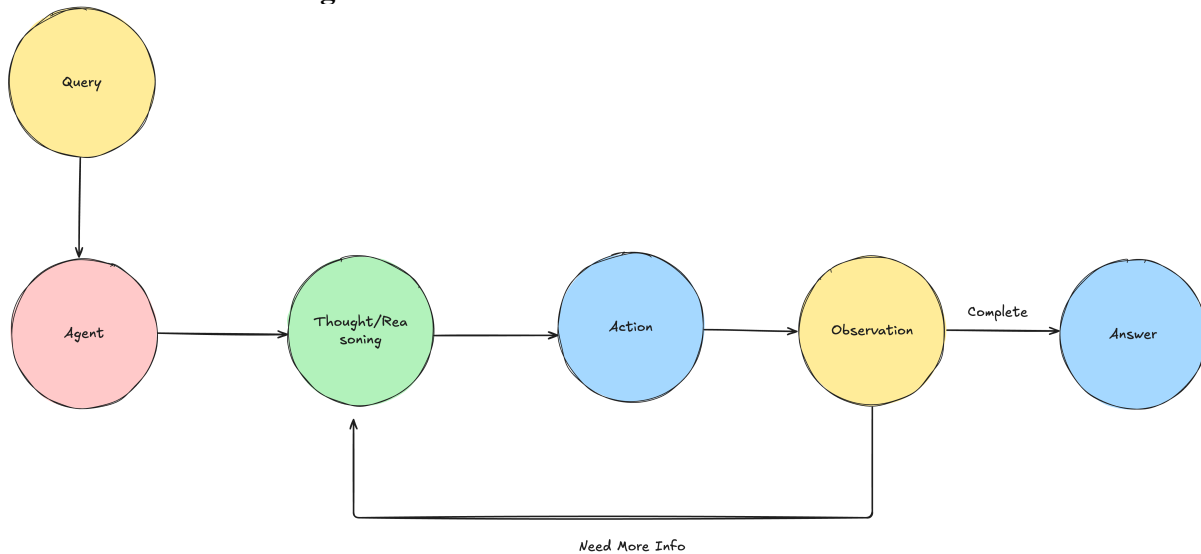 Query
Agent
Thought/Rea
soning
Action
Observation
Complete
Answer
Need More Info